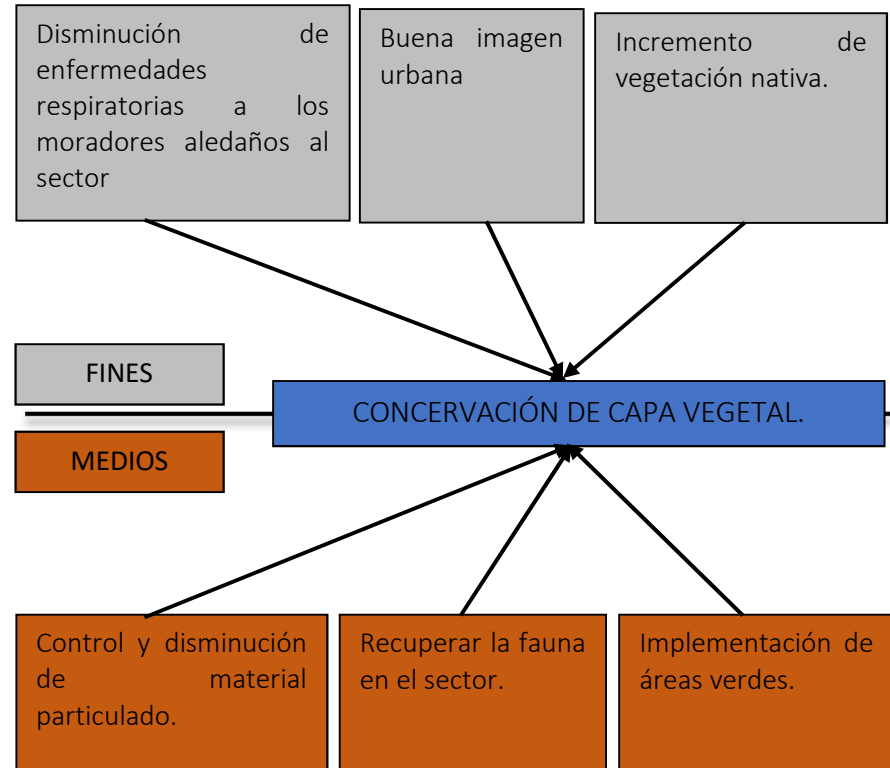 Disminución de
enfermedades
respiratorias a los
moradores aledaños al
sector
Buena imagen
urbana
Incremento de
vegetación nativa.
FINES
CONCERVACIÓN DE CAPA VEGETAL.
MEDIOS
Control y disminución
de material
particulado.
Recuperar la fauna
en el sector.
Implementación de
áreas verdes.